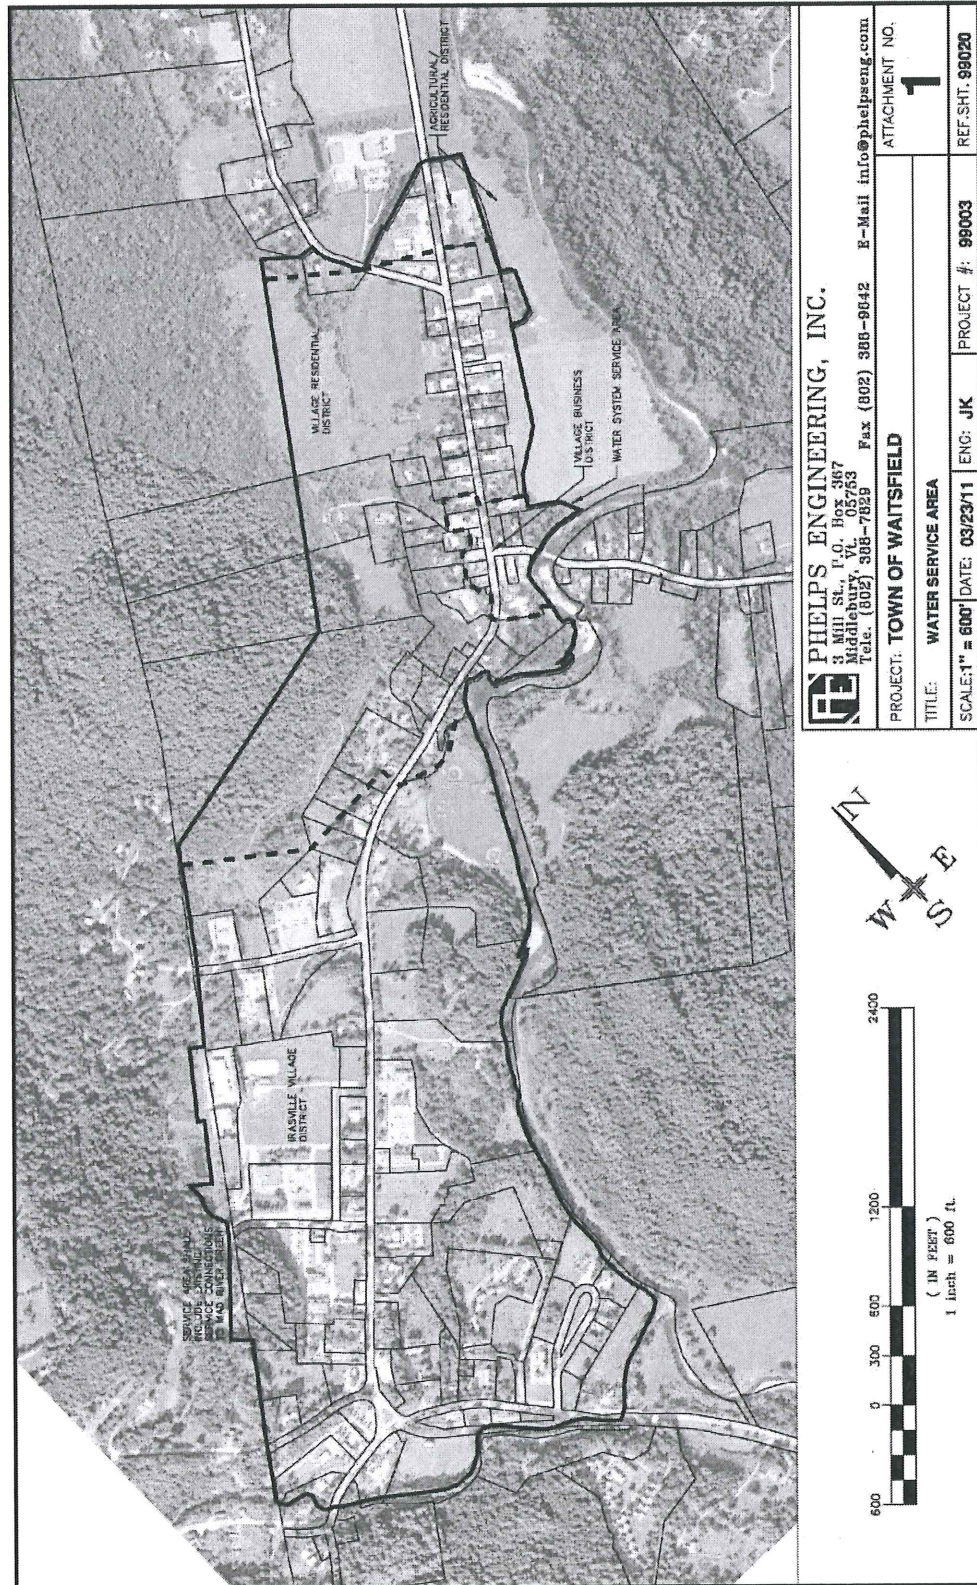 AGRICULTURAL/
RESIDENTIAL DISTRICT
VILLAGE RESIDENTIAL
DISTRICT
VILLAGE BUSINESS
DISTRICT
WATER SYSTEM SERVICE AREA
IRASVILLE VILLAGE
DISTRICT
SERVICE AREA SHALL
INCLUDE EXISTING
SERVICE CONNECTIONS
TO MAD RIVER GREEN
PHELPS ENGINEERING, INC.
3 Mill St., P.O. Box 367
Middlebury, Vt. 05753
Tele. (802) 388-7829 Fax (802) 388-9642 E-Mail info@phelpseng.com
PROJECT: TOWN OF WAITSFIELD
ATTACHMENT NO.
1
TITLE: WATER SERVICE AREA
SCALE: 1" = 600' DATE: 03/23/11 ENG: JK PROJECT #: 99003 REF.SHT. 99020
N
W
E
S
600 0 300 600 1200 2400
( IN FEET )
1 inch = 600 ft.